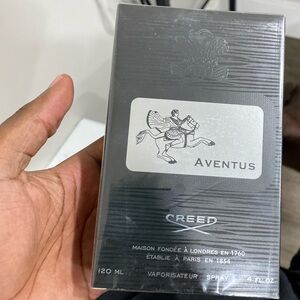 AVENTUS
CREED
MAISON FONDÉE À LONDRES EN 1760
ÉTABLIE À PARIS EN 1854
120 ML VAPORISATEUR - SPRAY 4 FL.OZ